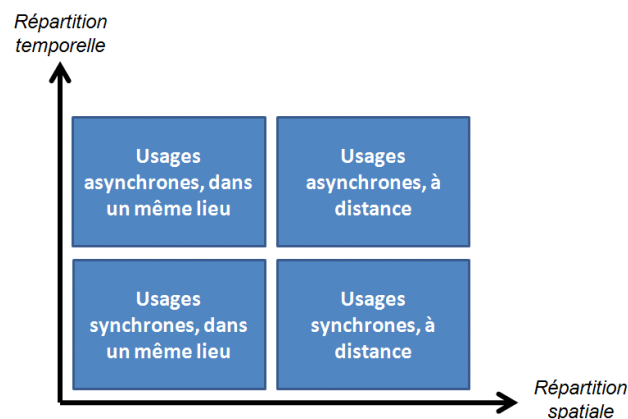 Répartition
temporelle
Usages
asynchrones, dans
un même lieu
Usages
asynchrones, à
distance
Usages
synchrones, dans
un même lieu
Usages
synchrones, à
distance
Répartition
spatiale